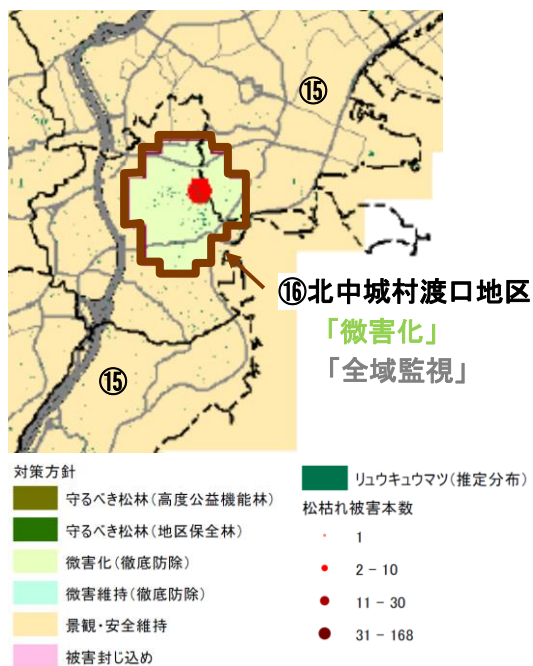 ⑮
⑯北中城村渡口地区
「微害化」
「全域監視」
⑮
対策方針
守るべき松林(高度公益機能林)
守るべき松林(地区保全林)
微害化(徹底防除)
微害維持(徹底防除)
景観・安全維持
被害封じ込め
リュウキュウマツ(推定分布)
松枯れ被害本数
1
2 - 10
11 - 30
31 - 168